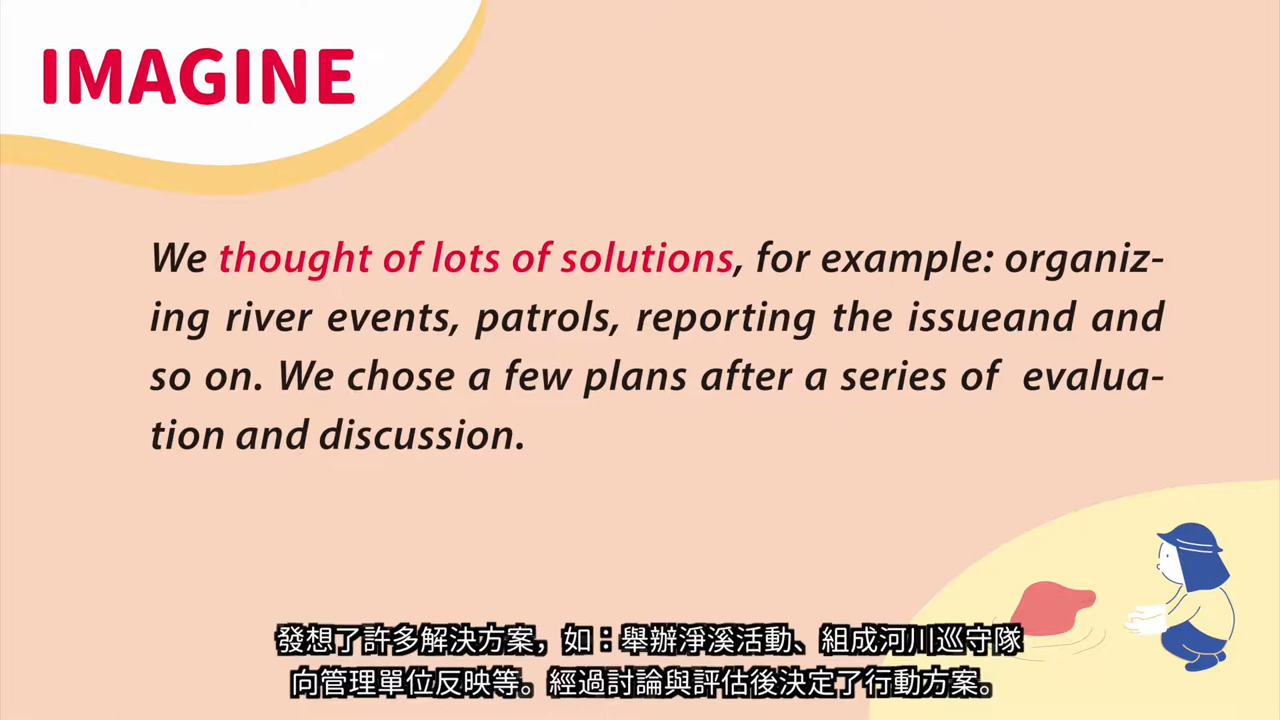 IMAGINE
We thought of lots of solutions, for example: organiz-
ing river events, patrols, reporting the issueand and
so on. We chose a few plans after a series of evalua-
tion and discussion.
發想了許多解決方案，如：舉辦淨溪活動、組成河川巡守隊
向管理單位反映等。經過討論與評估後決定了行動方案。